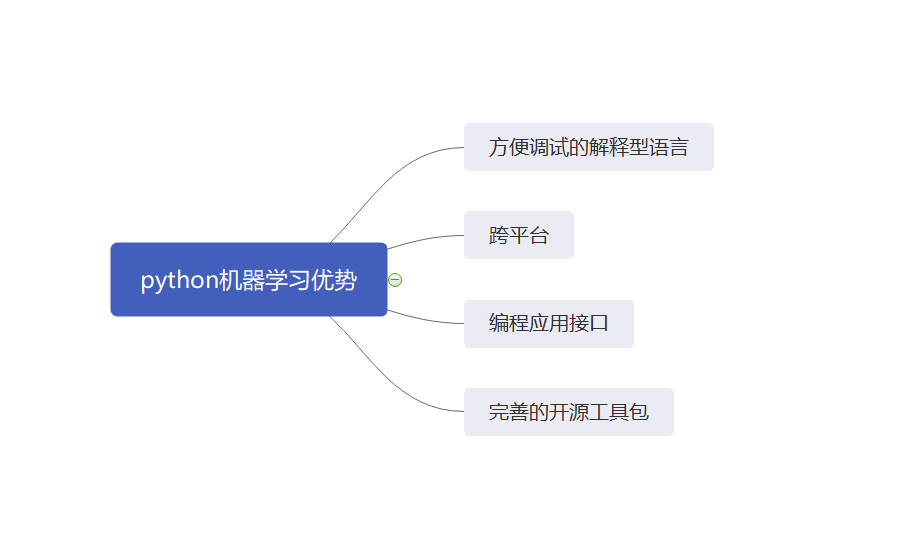 python机器学习优势
方便调试的解释型语言
跨平台
编程应用接口
完善的开源工具包